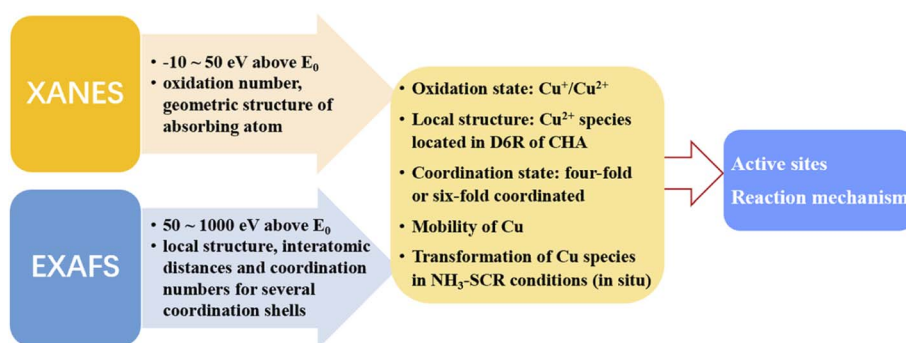 XANES
• -10 ~ 50 eV above E₀
• oxidation number,
geometric structure of
absorbing atom
EXAFS
• 50 ~ 1000 eV above E₀
• local structure, interatomic
distances and coordination
numbers for several
coordination shells
• Oxidation state: Cu⁺/Cu²⁺
• Local structure: Cu²⁺ species
located in D6R of CHA
• Coordination state: four-fold
or six-fold coordinated
• Mobility of Cu
• Transformation of Cu species
in NH₃-SCR conditions (in situ)
Active sites
Reaction mechanism